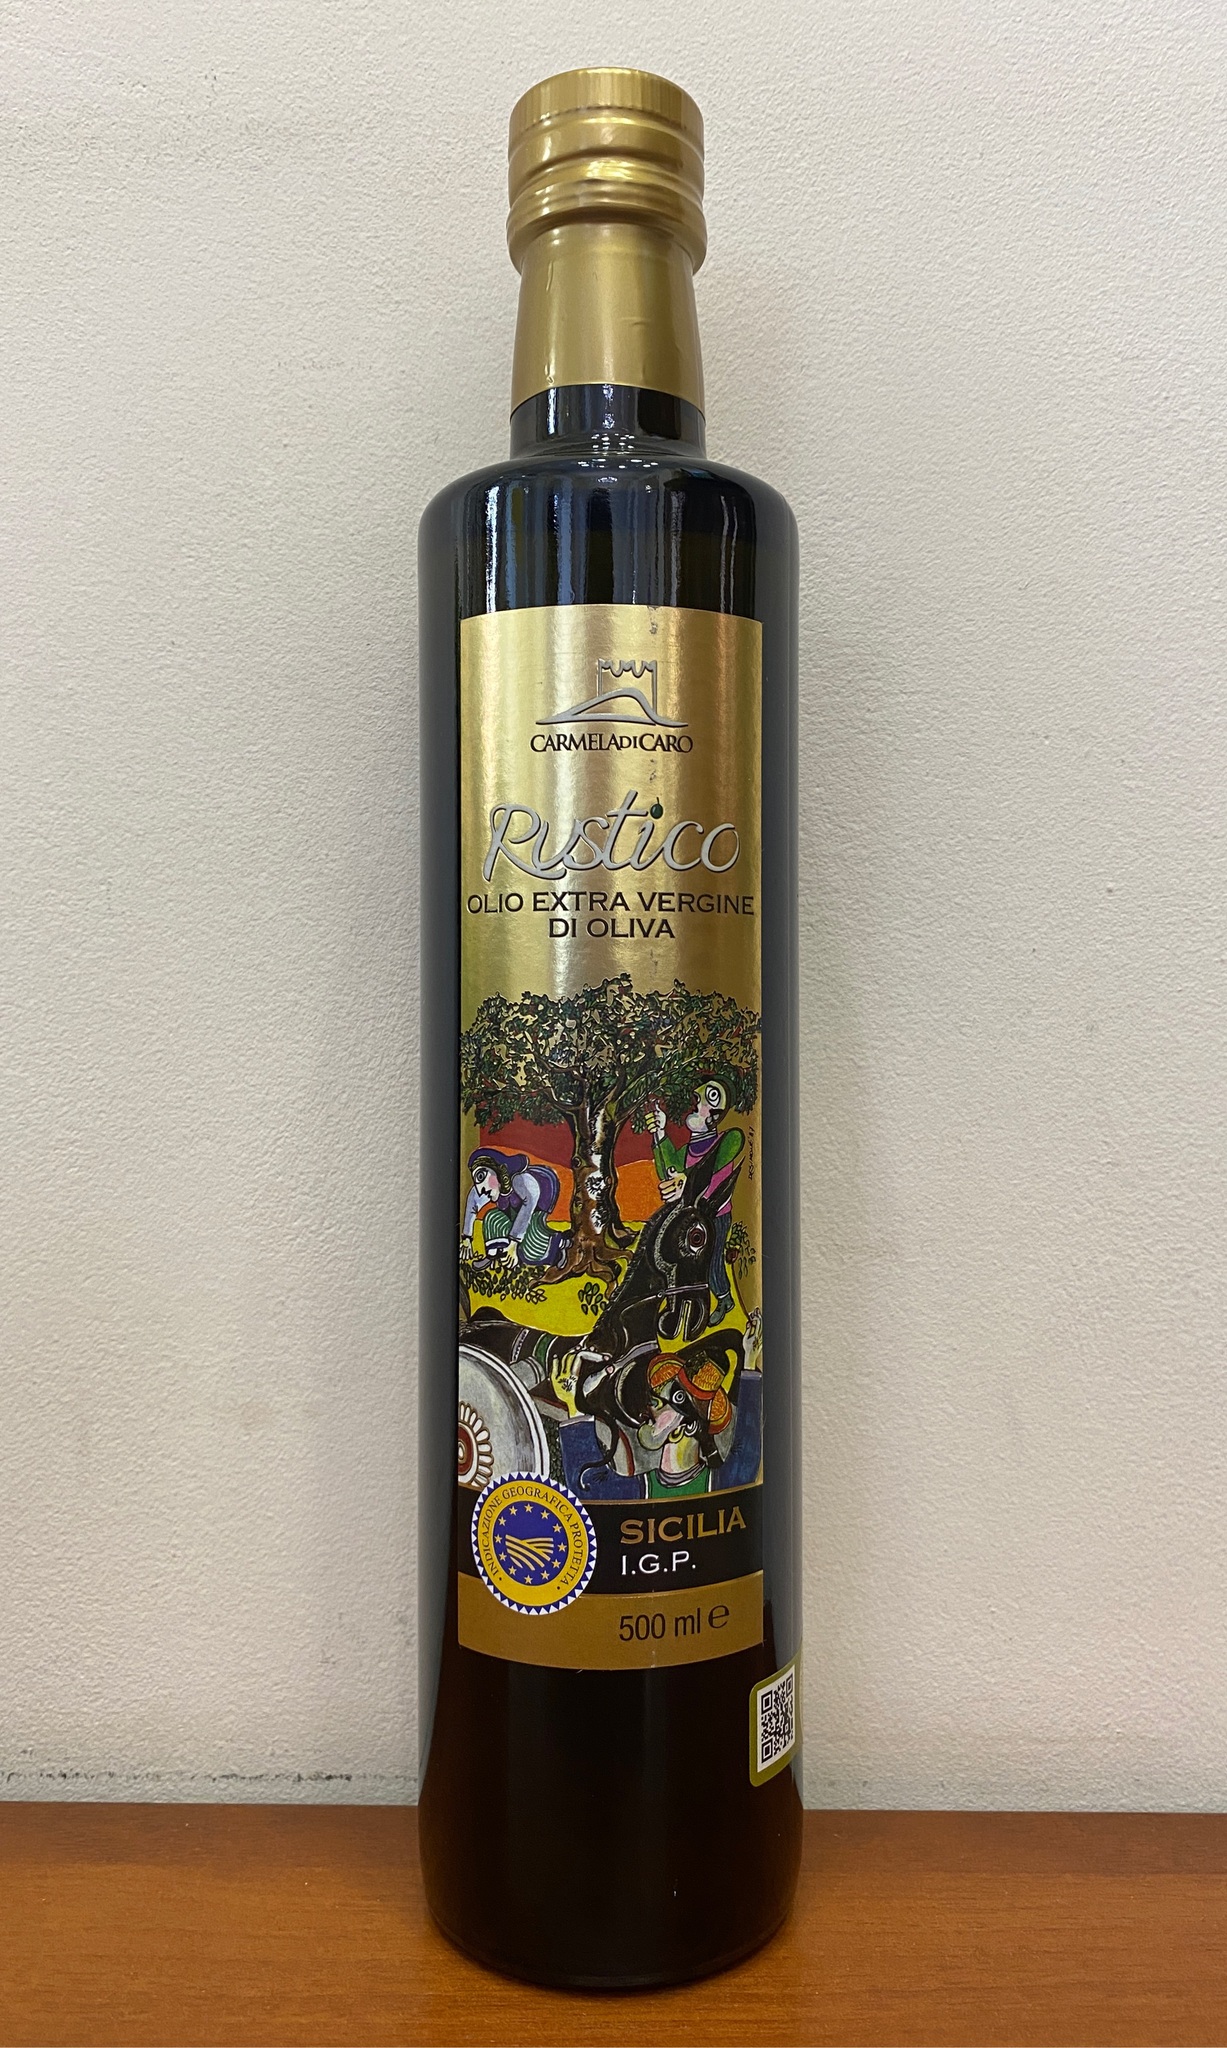 CARMELADICARO
Rustico
OLIO EXTRA VERGINE
DI OLIVA
INDICAZIONE GEOGRAFICA PROTETTA
SICILIA
I.G.P.
500 ml ℮